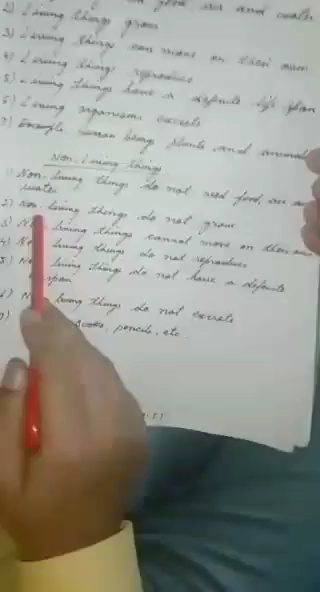 food, air and water
2) Living things grow
3) Living things can move on their own
4) Living things reproduce
5) Living things have a definite life span
6) Living organisms excrete
7) Example human being plants and animals
Non-Living things
1) Non-living things do not need food, air and
water
2) Non-living things do not grow
3) living things cannot move on their own
4) living things do not reproduce
5) living things do not have a definite
span
6) living things do not excrete
7) books, pencils, etc.